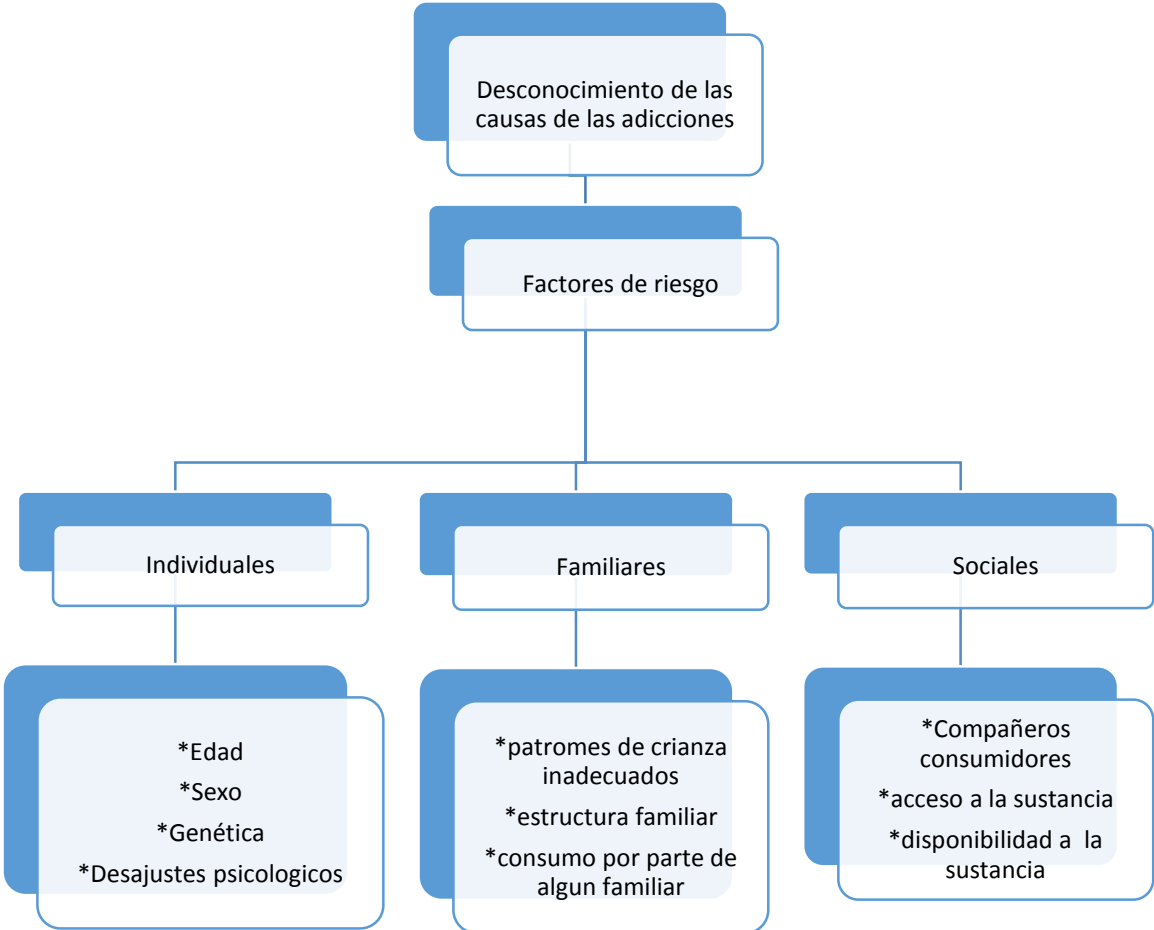 Desconocimiento de las
causas de las adicciones
Factores de riesgo
Individuales
Familiares
Sociales
*Edad
*Sexo
*Genética
*Desajustes psicologicos
*patromes de crianza
inadecuados
*estructura familiar
*consumo por parte de
algun familiar
*Compañeros
consumidores
*acceso a la sustancia
*disponibilidad a la
sustancia